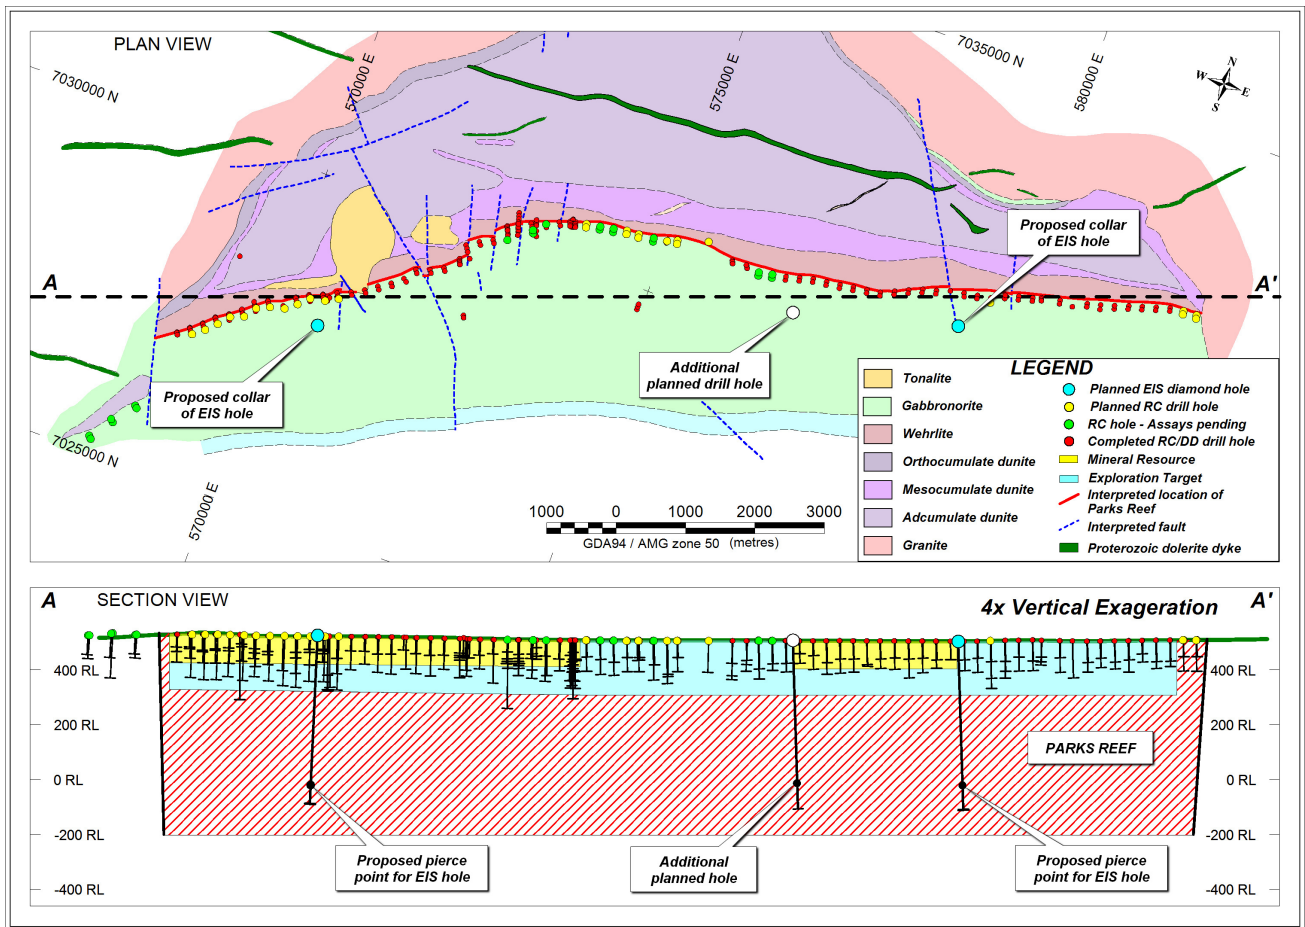 PLAN VIEW
7030000 N
570000 E
575000 E
7035000 N
580000 E
N
W
E
S
A
A'
Proposed collar
of EIS hole
Proposed collar
of EIS hole
Additional
planned drill hole
7025000 N
570000 E
1000 0 1000 2000 3000
GDA94 / AMG zone 50 (metres)
LEGEND
Tonalite
Gabbronorite
Wehrlite
Orthocumulate dunite
Mesocumulate dunite
Adcumulate dunite
Granite
Planned EIS diamond hole
Planned RC drill hole
RC hole - Assays pending
Completed RC/DD drill hole
Mineral Resource
Exploration Target
Interpreted location of
Parks Reef
Interpreted fault
Proterozoic dolerite dyke
A
SECTION VIEW
4x Vertical Exageration
A'
400 RL
400 RL
200 RL
200 RL
PARKS REEF
0 RL
0 RL
-200 RL
-200 RL
Proposed pierce
point for EIS hole
Additional
planned hole
Proposed pierce
point for EIS hole
-400 RL
-400 RL